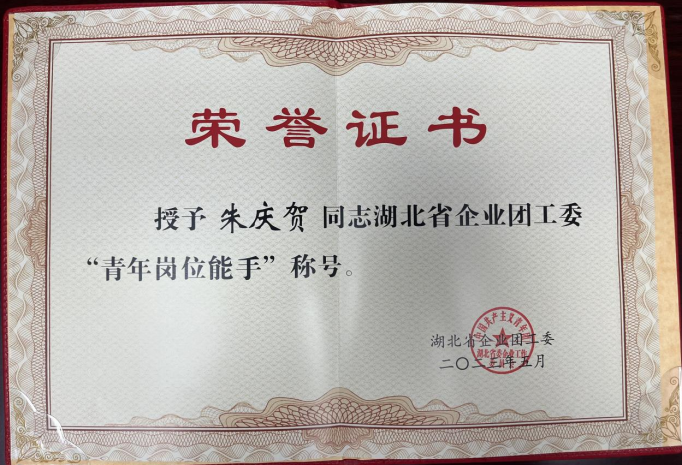 荣誉证书
授予 朱庆贺 同志湖北省企业团工委
“青年岗位能手”称号。
湖北省企业团工委
二〇二三年五月